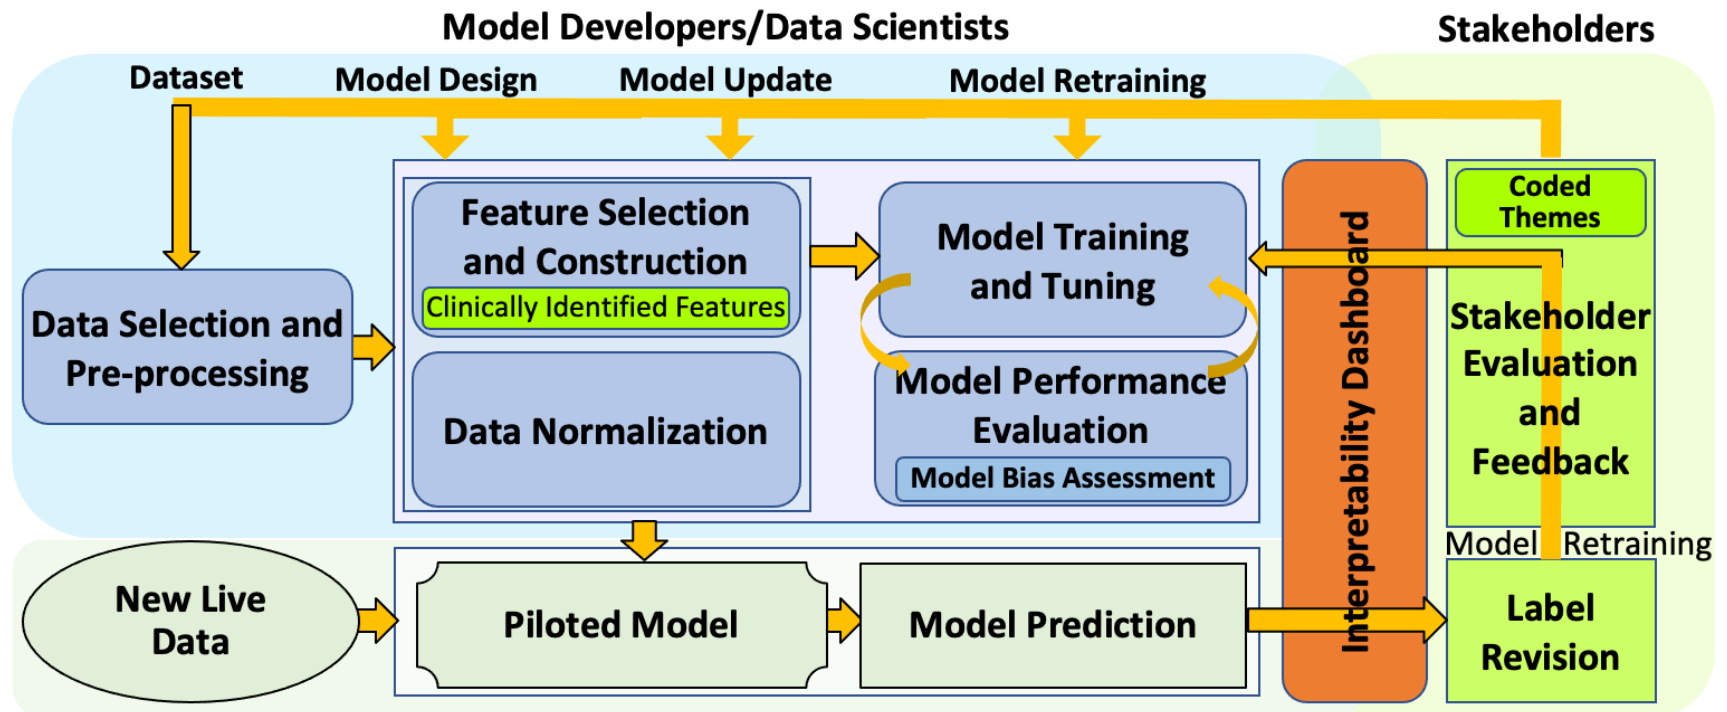 Model Developers/Data Scientists
Stakeholders
Dataset
Model Design
Model Update
Model Retraining
Feature Selection
and Construction
Clinically Identified Features
Model Training
and Tuning
Coded
Themes
Data Selection and
Pre-processing
Data Normalization
Model Performance
Evaluation
Model Bias Assessment
Interpretability Dashboard
Stakeholder
Evaluation
and
Feedback
Model Retraining
New Live
Data
Piloted Model
Model Prediction
Label
Revision